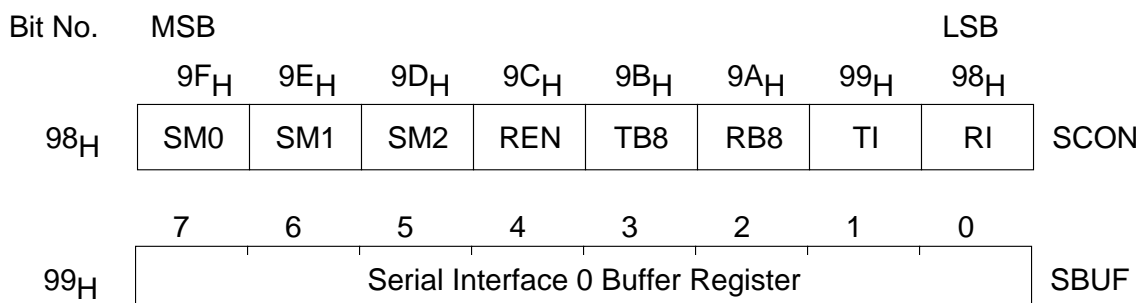 Bit No. MSB LSB
9FH 9EH 9DH 9CH 9BH 9AH 99H 98H
98H SM0 SM1 SM2 REN TB8 RB8 TI RI SCON
7 6 5 4 3 2 1 0
99H Serial Interface 0 Buffer Register SBUF